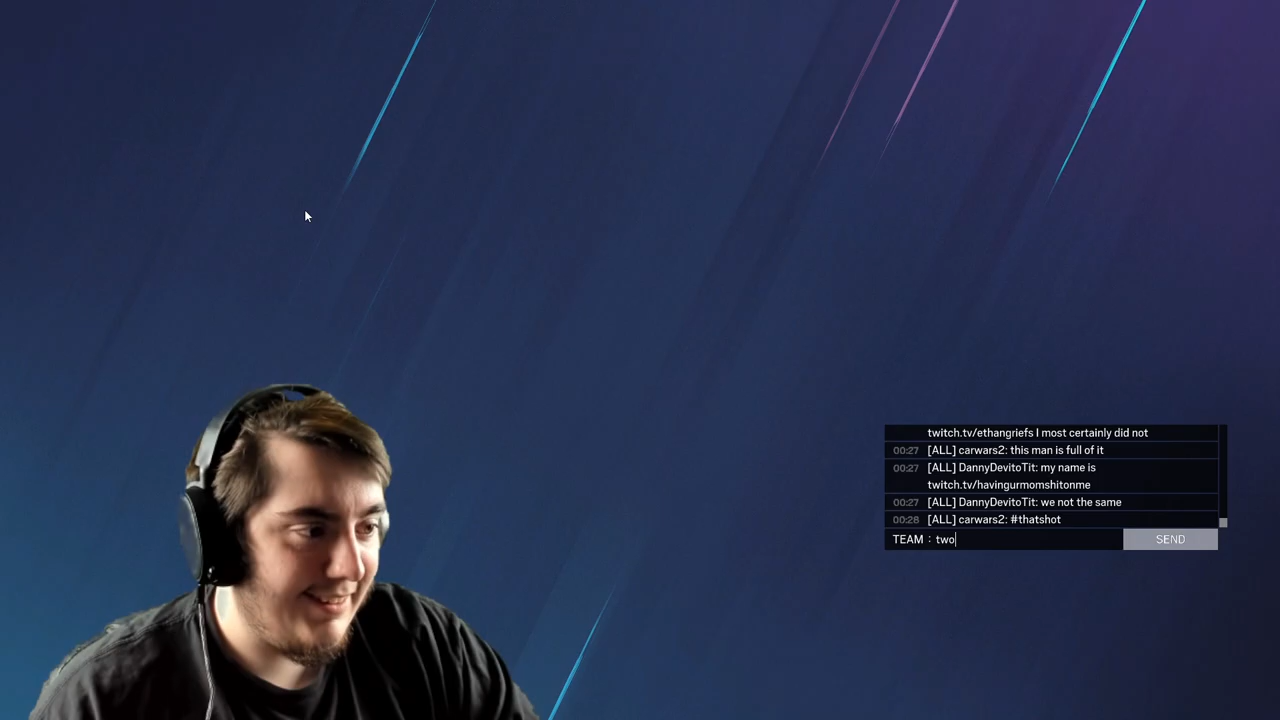 twitch.tv/ethangriefs I most certainly did not
00:27 [ALL] carwars2: this man is full of it
00:27 [ALL] DannyDevitoTit: my name is
twitch.tv/havingurmomshitonme
00:27 [ALL] DannyDevitoTit: we not the same
00:28 [ALL] carwars2: #thatshot
TEAM : two SEND